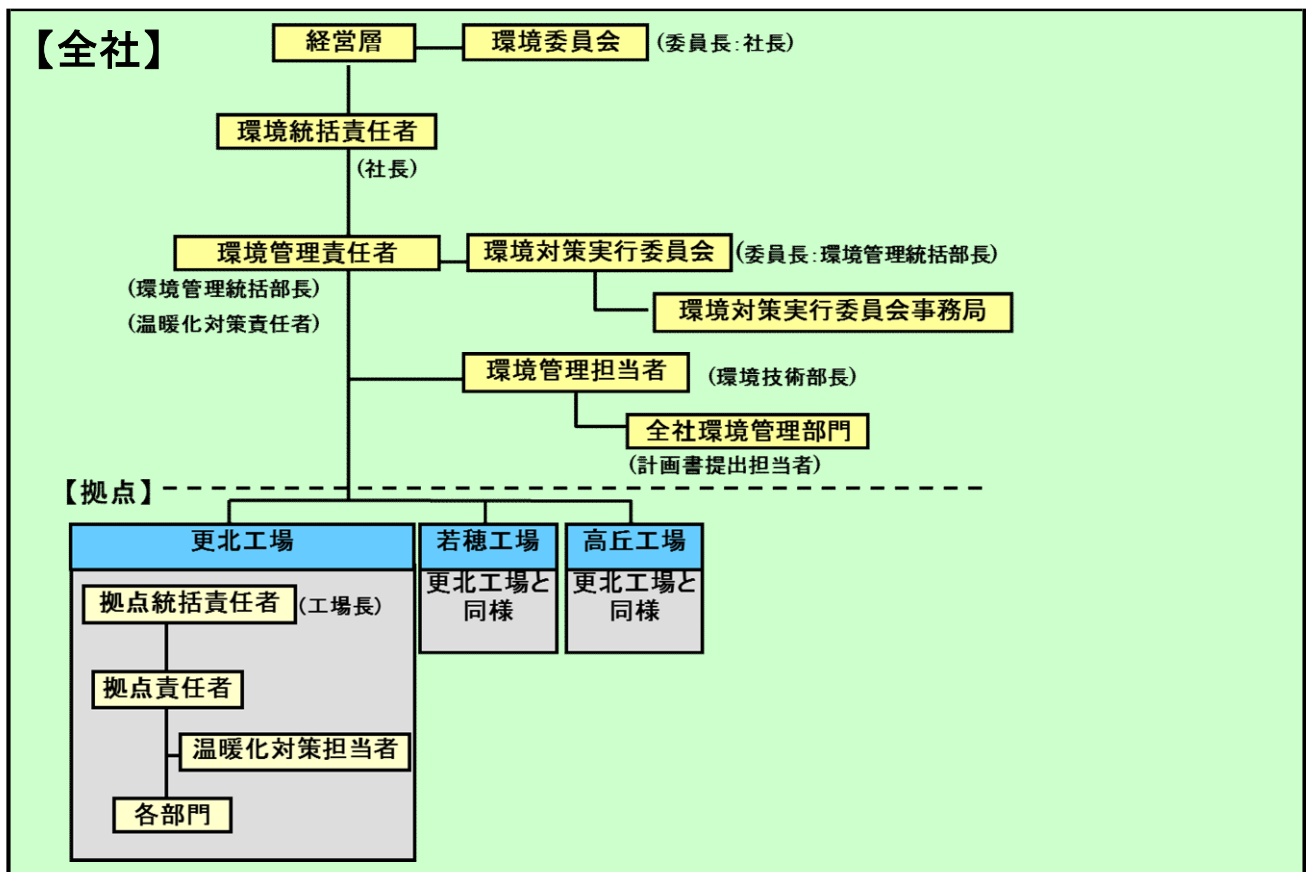 【全社】
経営層
環境委員会
(委員長:社長)
環境統括責任者
(社長)
環境管理責任者
環境対策実行委員会
(委員長:環境管理統括部長)
(環境管理統括部長)
(温暖化対策責任者)
環境対策実行委員会事務局
環境管理担当者
(環境技術部長)
全社環境管理部門
(計画書提出担当者)
【拠点】
更北工場
若穂工場
高丘工場
更北工場と
同様
更北工場と
同様
拠点統括責任者
(工場長)
拠点責任者
温暖化対策担当者
各部門